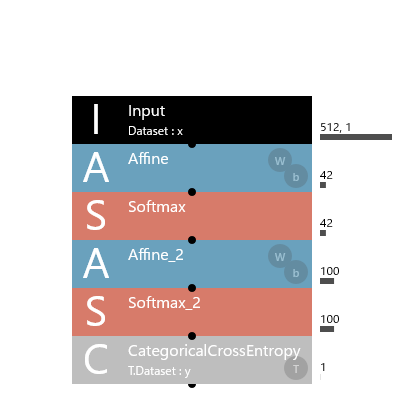 I Input
Dataset : x
512, 1
A Affine W b
42
S Softmax
42
A Affine_2 W b
100
S Softmax_2
100
C CategoricalCrossEntropy
T.Dataset : y T
1